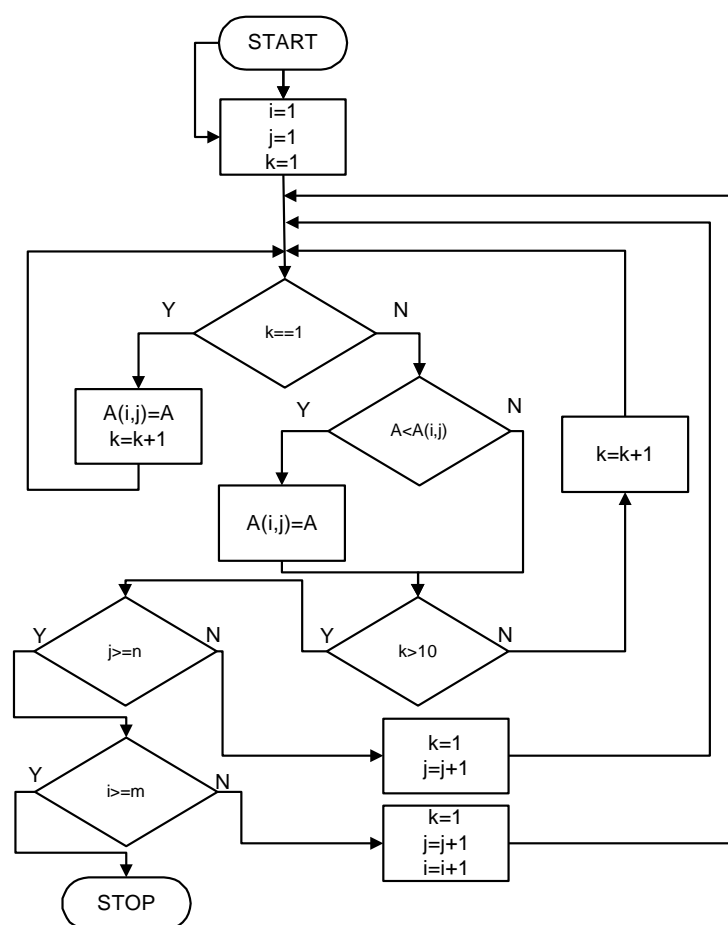 START
i=1
j=1
k=1
Y
N
k==1
A(i,j)=A
k=k+1
Y
N
A<A(i,j)
k=k+1
A(i,j)=A
Y
N
j>=n
Y
N
k>10
k=1
j=j+1
Y
N
i>=m
k=1
j=j+1
i=i+1
STOP